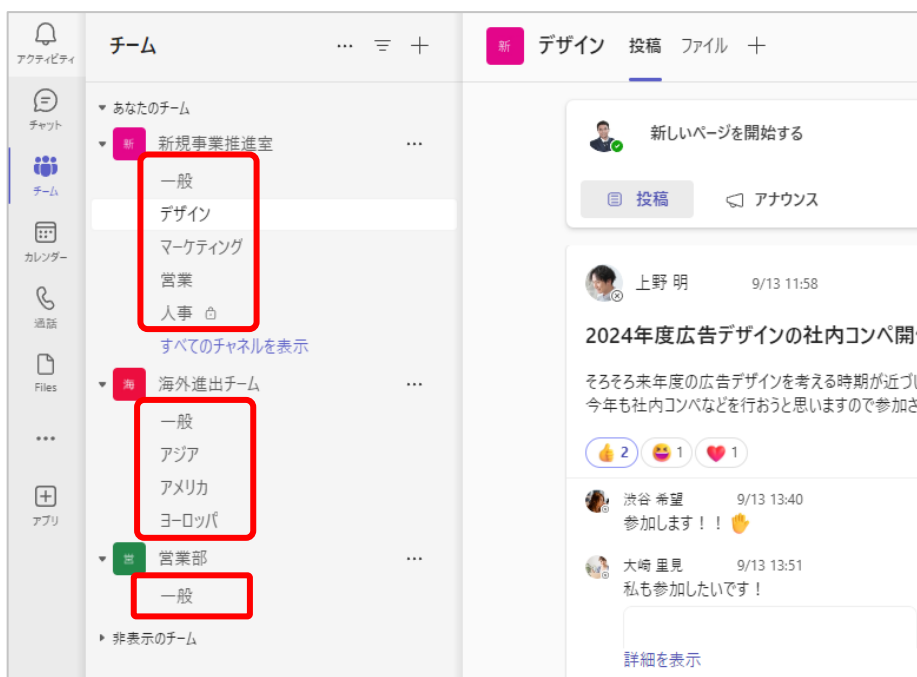 アクティビティ
チャット
チーム
カレンダー
通話
Files
アプリ
チーム
あなたのチーム
新 新規事業推進室
一般
デザイン
マーケティング
営業
人事
すべてのチャネルを表示
海 海外進出チーム
一般
アジア
アメリカ
ヨーロッパ
営 営業部
一般
非表示のチーム
新 デザイン 投稿 ファイル
新しいページを開始する
投稿 アナウンス
上野 明 9/13 11:58
2024年度広告デザインの社内コンペ開
そろそろ来年度の広告デザインを考える時期が近づい
今年も社内コンペなどを行おうと思いますので参加さ
👍 2 😆 1 ❤️ 1
渋谷 希望 9/13 13:40
参加します！！🖐
大崎 里見 9/13 13:51
私も参加したいです！
詳細を表示